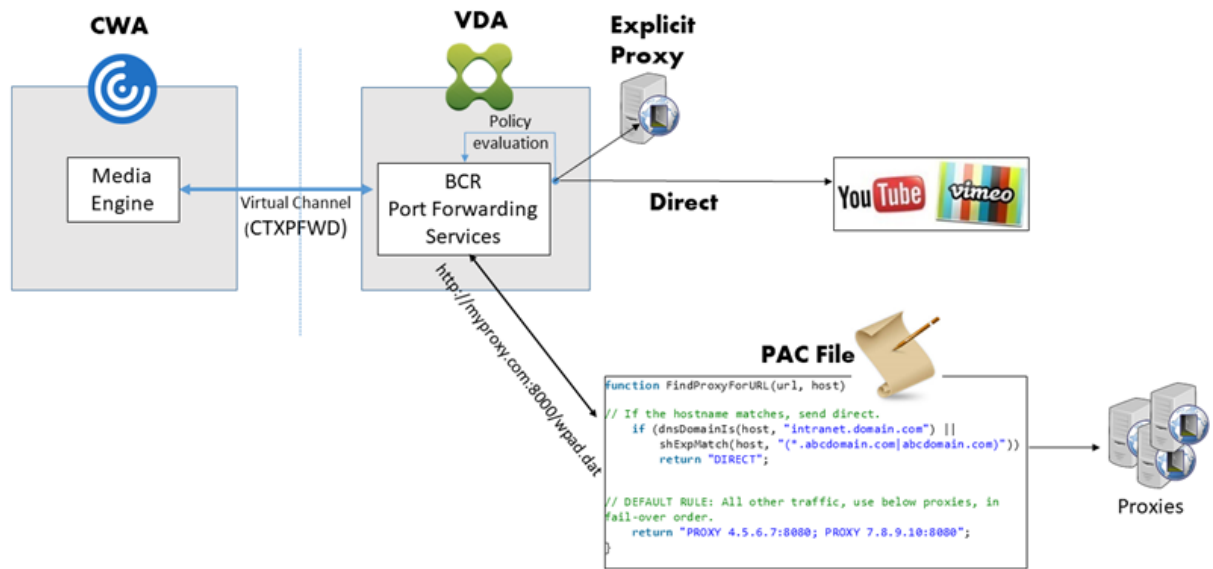 CWA
VDA
Explicit
Proxy
Policy
evaluation
Media
Engine
Virtual Channel
(CTXPFWD)
BCR
Port Forwarding
Services
Direct
You Tube
vimeo
http://myproxy.com:8000/wpad.dat
PAC File
function FindProxyForURL(url, host)
// If the hostname matches, send direct.
if (dnsDomainIs(host, "intranet.domain.com") ||
shExpMatch(host, "(*.abcdomain.com|abcdomain.com)"))
return "DIRECT";
// DEFAULT RULE: All other traffic, use below proxies, in
fail-over order.
return "PROXY 4.5.6.7:8080; PROXY 7.8.9.10:8080";
}
Proxies